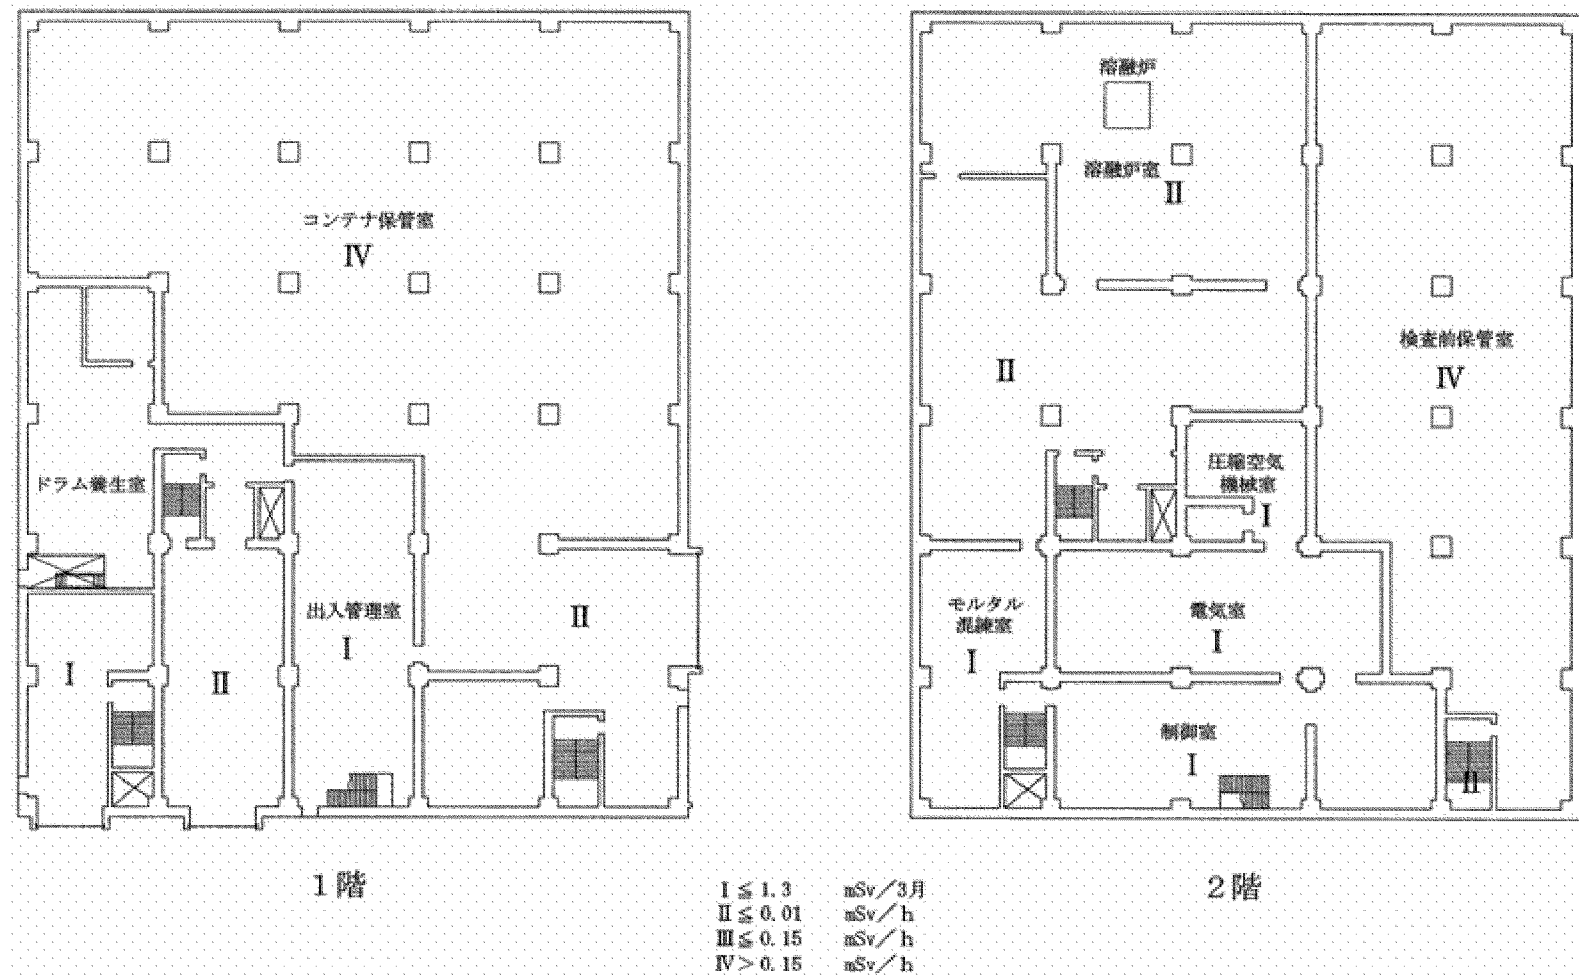 コンテナ保管室
Ⅳ
ドラム養生室
出入管理室
Ⅰ
Ⅱ
Ⅰ
Ⅱ
1階
溶融炉
溶融炉室
Ⅱ
検査前保管室
Ⅳ
Ⅱ
圧縮空気
機械室
Ⅰ
モルタル
混練室
Ⅰ
電気室
Ⅰ
制御室
Ⅰ
Ⅱ
2階
Ⅰ≦1.3 mSv/3月
Ⅱ≦0.01 mSv/h
Ⅲ≦0.15 mSv/h
Ⅳ>0.15 mSv/h